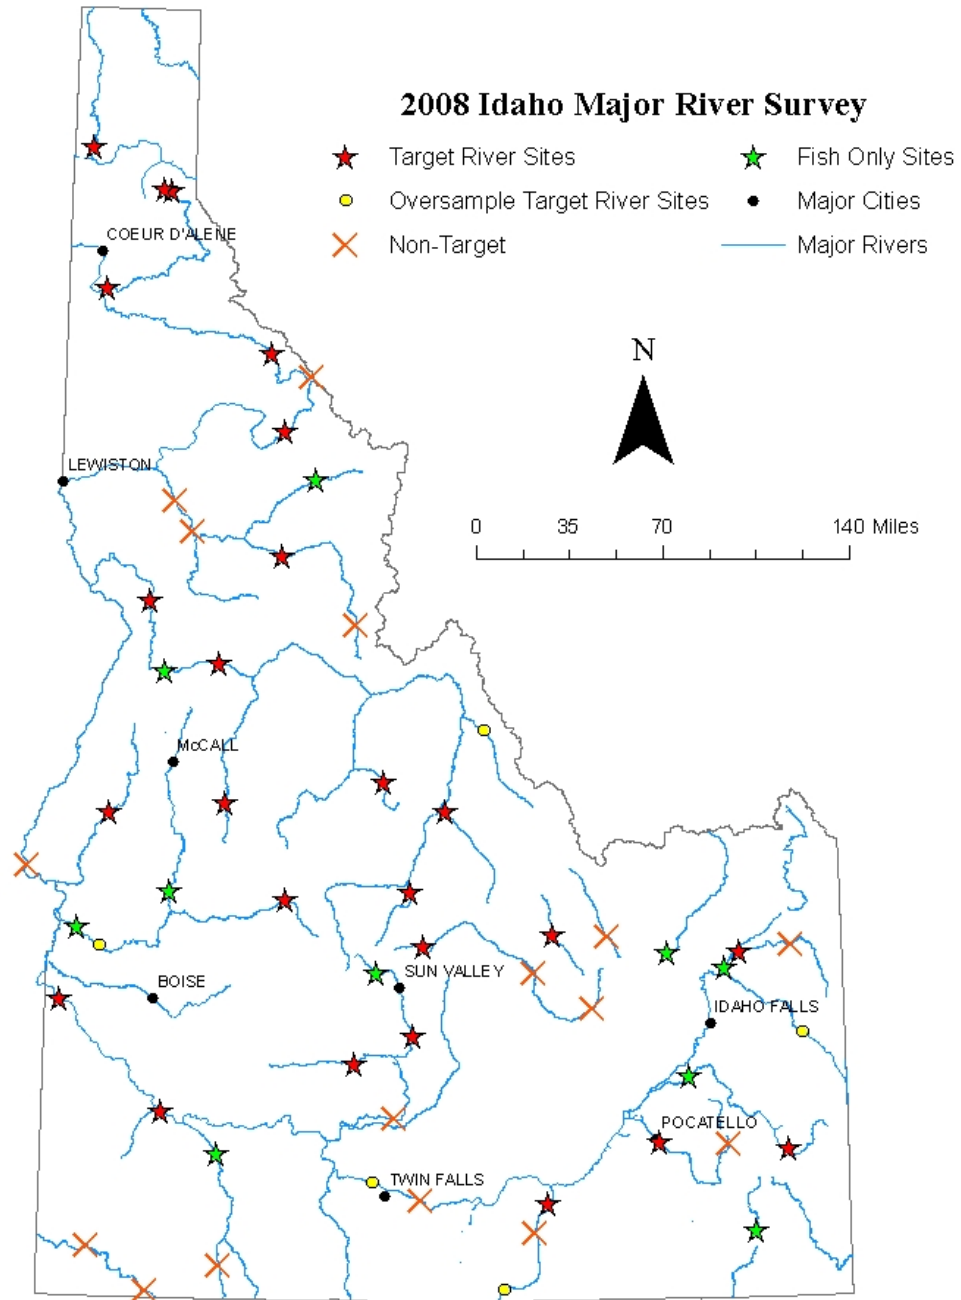 2008 Idaho Major River Survey
Target River Sites
Fish Only Sites
Oversample Target River Sites
Major Cities
Non-Target
Major Rivers
COEUR D'ALENE
N
LEWISTON
0 35 70 140 Miles
McCALL
SUN VALLEY
BOISE
IDAHO FALLS
POCATELLO
TWIN FALLS